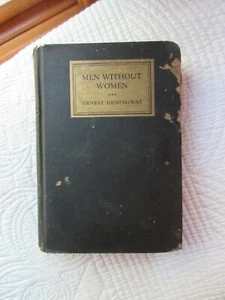 MEN WITHOUT
WOMEN
***
ERNEST HEMINGWAY